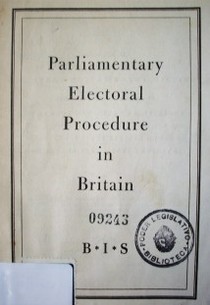 Parliamentary
Electoral
Procedure
in
Britain
09243
B·I·S
PODER LEGISLATIVO
BIBLIOTECA